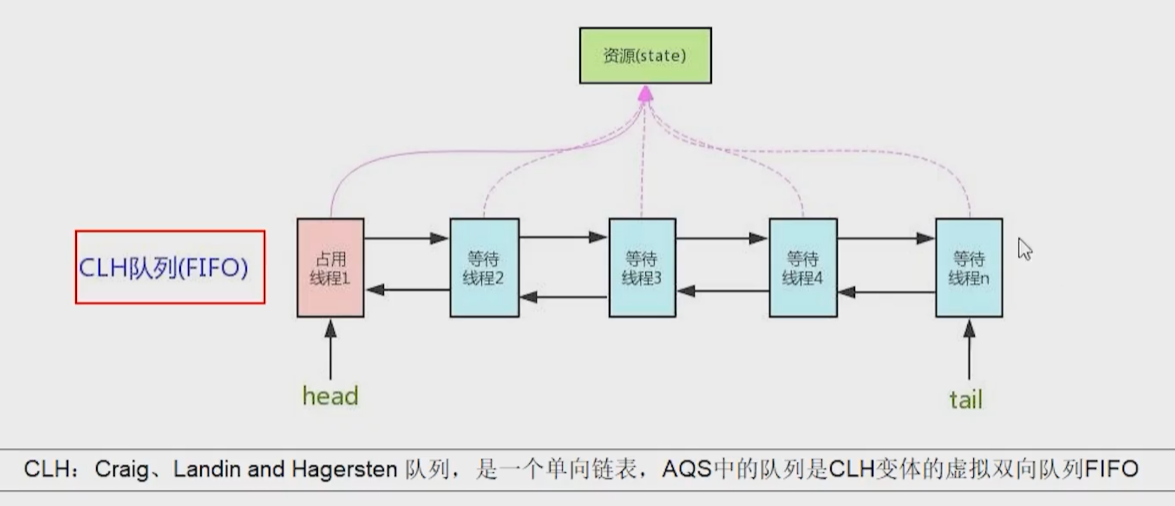 资源(state)
CLH队列(FIFO)
占用
线程1
等待
线程2
等待
线程3
等待
线程4
等待
线程n
head
tail
CLH：Craig、Landin and Hagersten 队列，是一个单向链表，AQS中的队列是CLH变体的虚拟双向队列FIFO